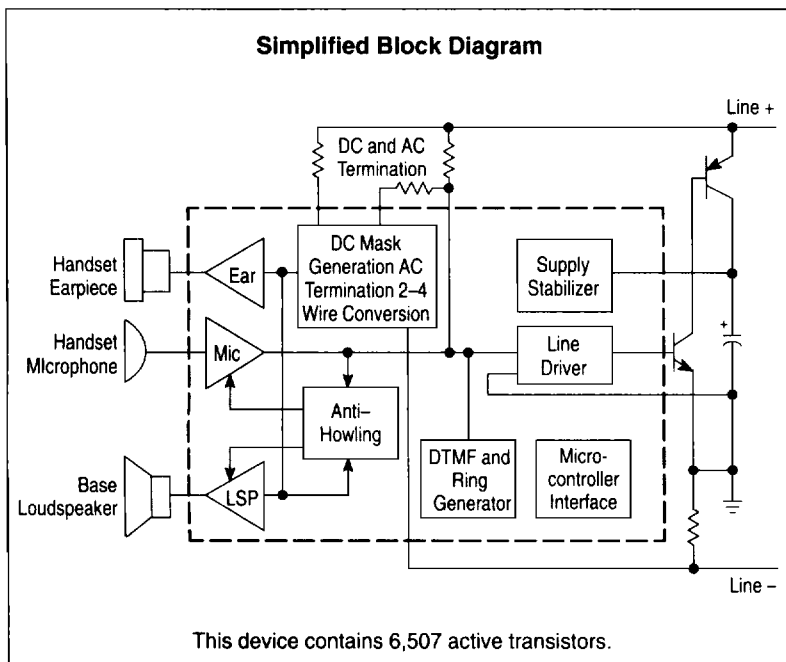 Simplified Block Diagram
Line +
DC and AC
Termination
Handset
Earpiece
Ear
DC Mask
Generation AC
Termination 2–4
Wire Conversion
Supply
Stabilizer
+
Handset
MIcrophone
Mic
Line
Driver
Anti–
Howling
Base
Loudspeaker
LSP
DTMF and
Ring
Generator
Micro-
controller
Interface
Line –
This device contains 6,507 active transistors.